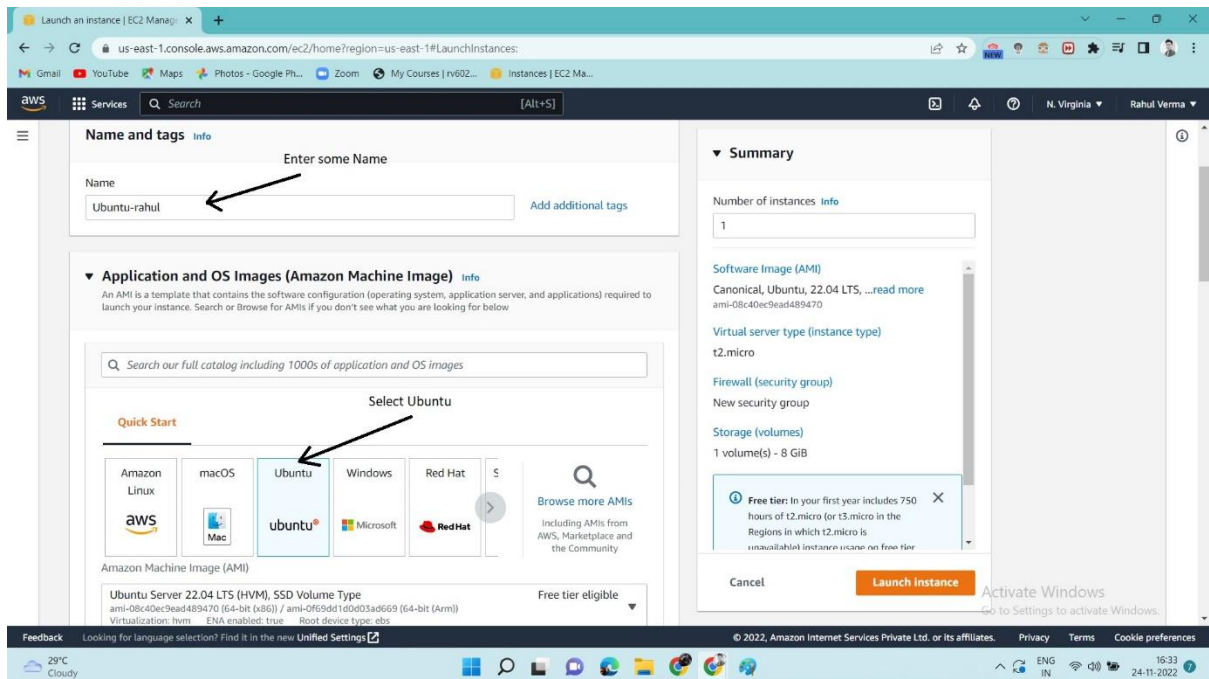 Launch an instance | EC2 Manag
us-east-1.console.aws.amazon.com/ec2/home?region=us-east-1#LaunchInstances:
NEW
Gmail YouTube Maps Photos - Google Ph... Zoom My Courses | rv602... Instances | EC2 Ma...
aws Services Search [Alt+S] N. Virginia Rahul Verma
Name and tags Info
Enter some Name
Name
Ubuntu-rahul
Add additional tags
Application and OS Images (Amazon Machine Image) Info
An AMI is a template that contains the software configuration (operating system, application server, and applications) required to
launch your instance. Search or Browse for AMIs if you don't see what you are looking for
below
Search our full catalog including 1000s of application and OS images
Select Ubuntu
Quick Start
Amazon
Linux
aws
macOS
Mac
Ubuntu
ubuntu
Windows
Microsoft
Red Hat
Red Hat
S
Browse more AMIs
Including AMIs from
AWS, Marketplace and
the Community
Amazon Machine Image (AMI)
Ubuntu Server 22.04 LTS (HVM), SSD Volume Type
Free tier eligible
ami-08c40ec9ead489470 (64-bit (x86)) / ami-0f69dd1d0d03ad669 (64-bit (Arm))
Virtualization: hvm ENA enabled: true Root device type: ebs
Summary
Number of instances Info
1
Software Image (AMI)
Canonical, Ubuntu, 22.04 LTS, ...read more
ami-08c40ec9ead489470
Virtual server type (instance type)
t2.micro
Firewall (security group)
New security group
Storage (volumes)
1 volume(s) - 8 GiB
Free tier: In your first year includes 750
hours of t2.micro (or t3.micro in the
Regions in which t2.micro is
unavailable) instance usage on free tier
Cancel
Launch instance
Activate Windows
Go to Settings to activate Windows.
Feedback Looking for language selection? Find it in the new Unified Settings © 2022, Amazon Internet Services Private Ltd. or its affiliates. Privacy Terms Cookie preferences
29°C
Cloudy
ENG
IN
16:33
24-11-2022
7